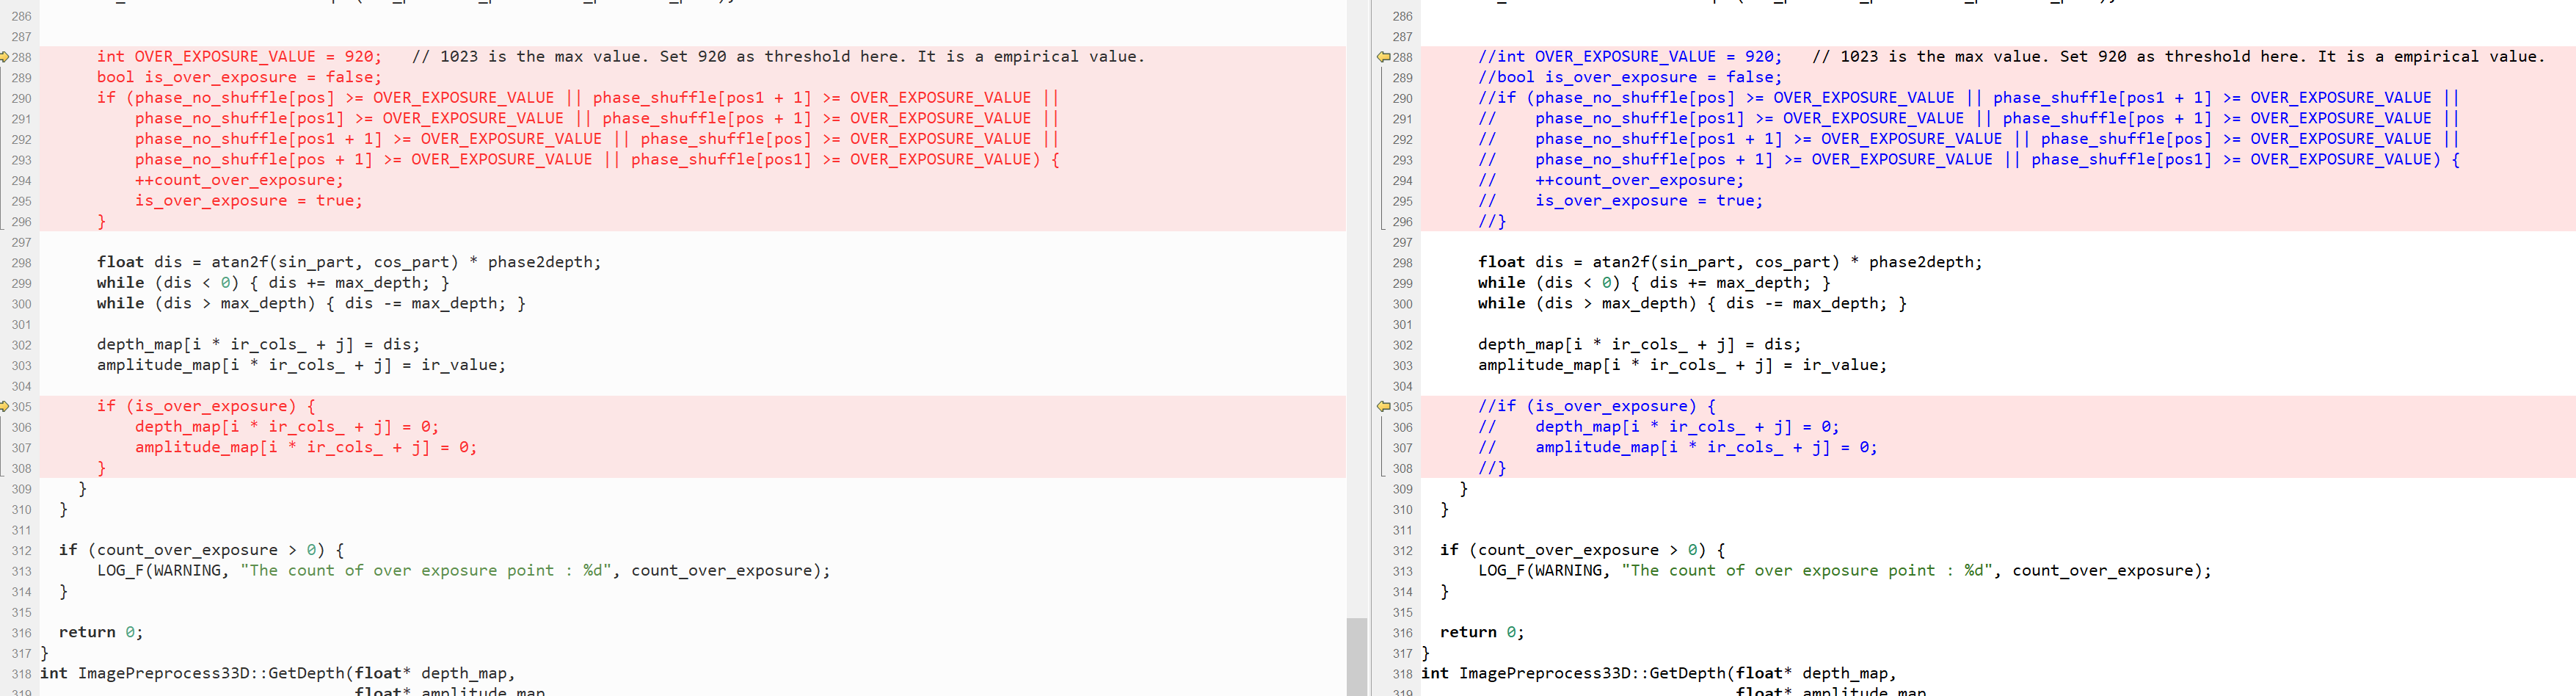 286
287
288 int OVER_EXPOSURE_VALUE = 920;   // 1023 is the max value. Set 920 as threshold here. It is a empirical value.
289 bool is_over_exposure = false;
290 if (phase_no_shuffle[pos] >= OVER_EXPOSURE_VALUE || phase_shuffle[pos1 + 1] >= OVER_EXPOSURE_VALUE ||
291     phase_no_shuffle[pos1] >= OVER_EXPOSURE_VALUE || phase_shuffle[pos + 1] >= OVER_EXPOSURE_VALUE ||
292     phase_no_shuffle[pos1 + 1] >= OVER_EXPOSURE_VALUE || phase_shuffle[pos] >= OVER_EXPOSURE_VALUE ||
293     phase_no_shuffle[pos + 1] >= OVER_EXPOSURE_VALUE || phase_shuffle[pos1] >= OVER_EXPOSURE_VALUE) {
294     ++count_over_exposure;
295     is_over_exposure = true;
296 }
297
298 float dis = atan2f(sin_part, cos_part) * phase2depth;
299 while (dis < 0) { dis += max_depth; }
300 while (dis > max_depth) { dis -= max_depth; }
301
302 depth_map[i * ir_cols_ + j] = dis;
303 amplitude_map[i * ir_cols_ + j] = ir_value;
304
305 if (is_over_exposure) {
306     depth_map[i * ir_cols_ + j] = 0;
307     amplitude_map[i * ir_cols_ + j] = 0;
308 }
309 }
310 }
311
312 if (count_over_exposure > 0) {
313     LOG_F(WARNING, "The count of over exposure point : %d", count_over_exposure);
314 }
315
316 return 0;
317 }
318 int ImagePreprocess33D::GetDepth(float* depth_map,
319 float* amplitude_map
286
287
288 //int OVER_EXPOSURE_VALUE = 920;   // 1023 is the max value. Set 920 as threshold here. It is a empirical value.
289 //bool is_over_exposure = false;
290 //if (phase_no_shuffle[pos] >= OVER_EXPOSURE_VALUE || phase_shuffle[pos1 + 1] >= OVER_EXPOSURE_VALUE ||
291 //    phase_no_shuffle[pos1] >= OVER_EXPOSURE_VALUE || phase_shuffle[pos + 1] >= OVER_EXPOSURE_VALUE ||
292 //    phase_no_shuffle[pos1 + 1] >= OVER_EXPOSURE_VALUE || phase_shuffle[pos] >= OVER_EXPOSURE_VALUE ||
293 //    phase_no_shuffle[pos + 1] >= OVER_EXPOSURE_VALUE || phase_shuffle[pos1] >= OVER_EXPOSURE_VALUE) {
294 //    ++count_over_exposure;
295 //    is_over_exposure = true;
296 //}
297
298 float dis = atan2f(sin_part, cos_part) * phase2depth;
299 while (dis < 0) { dis += max_depth; }
300 while (dis > max_depth) { dis -= max_depth; }
301
302 depth_map[i * ir_cols_ + j] = dis;
303 amplitude_map[i * ir_cols_ + j] = ir_value;
304
305 //if (is_over_exposure) {
306 //    depth_map[i * ir_cols_ + j] = 0;
307 //    amplitude_map[i * ir_cols_ + j] = 0;
308 //}
309 }
310 }
311
312 if (count_over_exposure > 0) {
313     LOG_F(WARNING, "The count of over exposure point : %d", count_over_exposure);
314 }
315
316 return 0;
317 }
318 int ImagePreprocess33D::GetDepth(float* depth_map,
319 float* amplitude_map